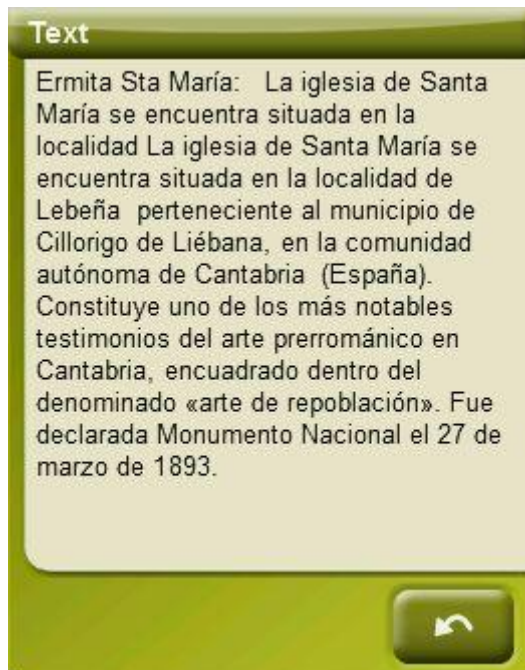 Text
Ermita Sta María:   La iglesia de Santa
María se encuentra situada en la
localidad La iglesia de Santa María se
encuentra situada en la localidad de
Lebeña  perteneciente al municipio de
Cillorigo de Liébana, en la comunidad
autónoma de Cantabria  (España).
Constituye uno de los más notables
testimonios del arte prerrománico en
Cantabria, encuadrado dentro del
denominado «arte de repoblación». Fue
declarada Monumento Nacional el 27 de
marzo de 1893.